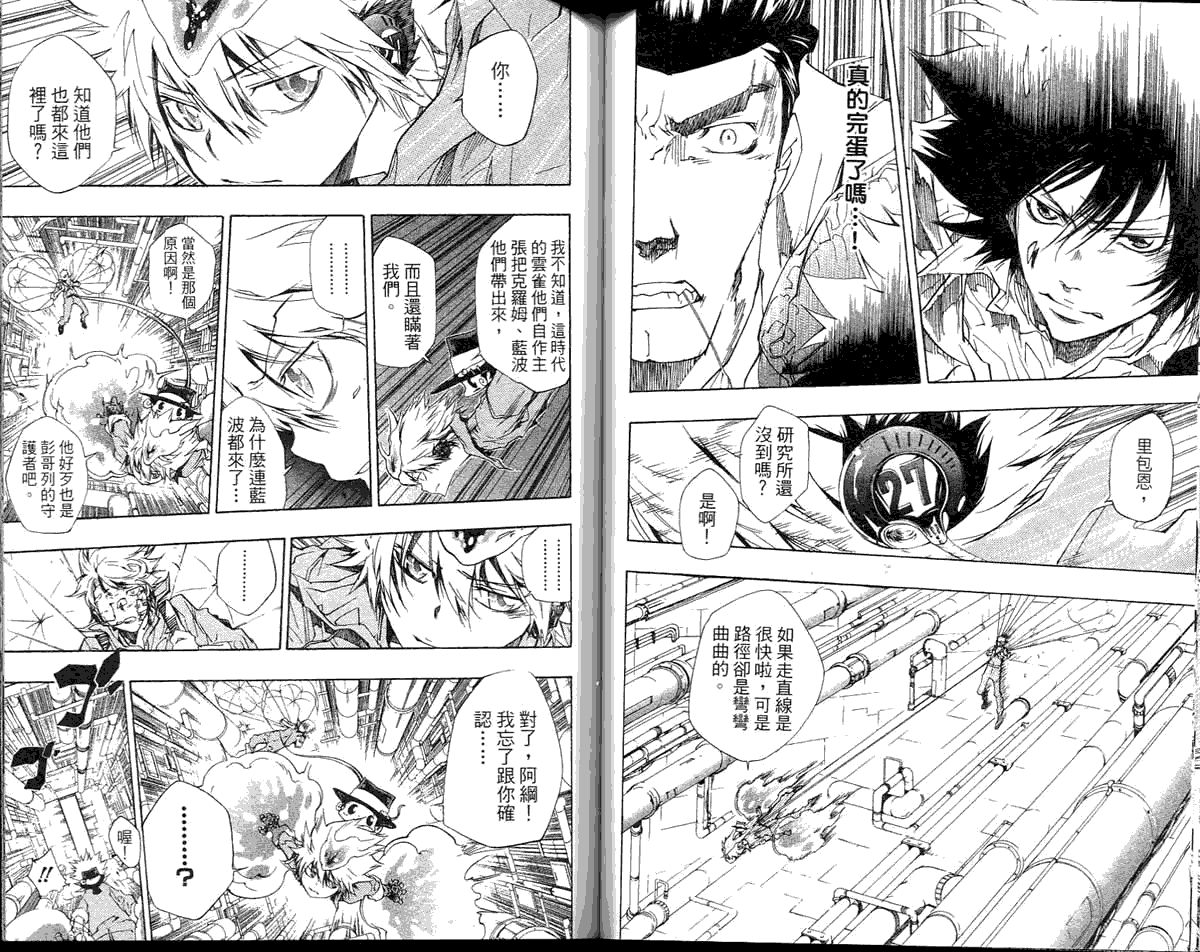 真的完蛋了嗎…！
里包恩，
研究所還
沒到嗎？
27
是啊！
如果走直線是
很快啦，可是
路徑卻是彎彎
曲曲的。
你……
知道他們
也都來這
裡了嗎？
我不知道，這時代
的雲雀他們自作主
張把克羅姆、藍波
他們帶出來，
而且還瞞著
我們。
………
為什麼連藍
波都來了…
當然是那個
原因啊！
他好歹也是
彭哥列的守
護者吧。
………
………
對了，阿綱！
我忘了跟你確
認……
………？
ゴ
ゴ
喔
!!